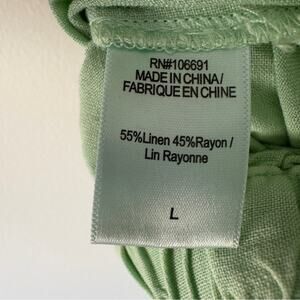 RN#106691
MADE IN CHINA/
FABRIQUE EN CHINE
55%Linen 45%Rayon/
Lin Rayonne
L